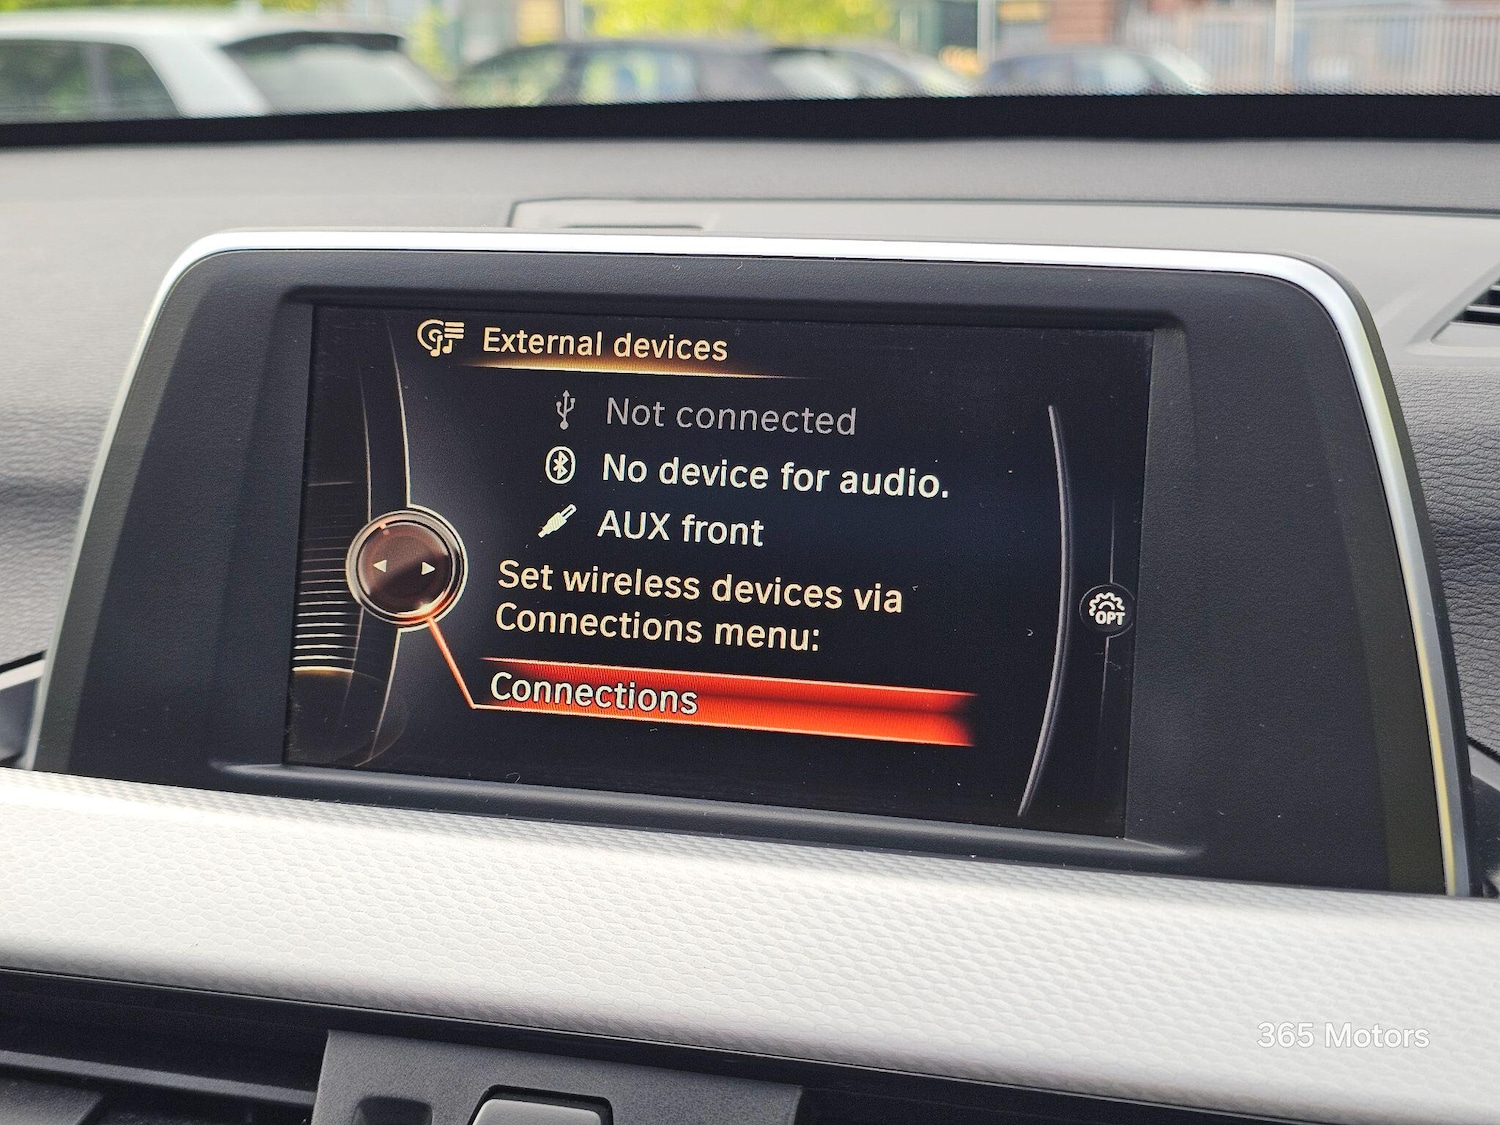 External devices
Not connected
No device for audio.
AUX front
Set wireless devices via
Connections menu:
Connections
OPT
365 Motors